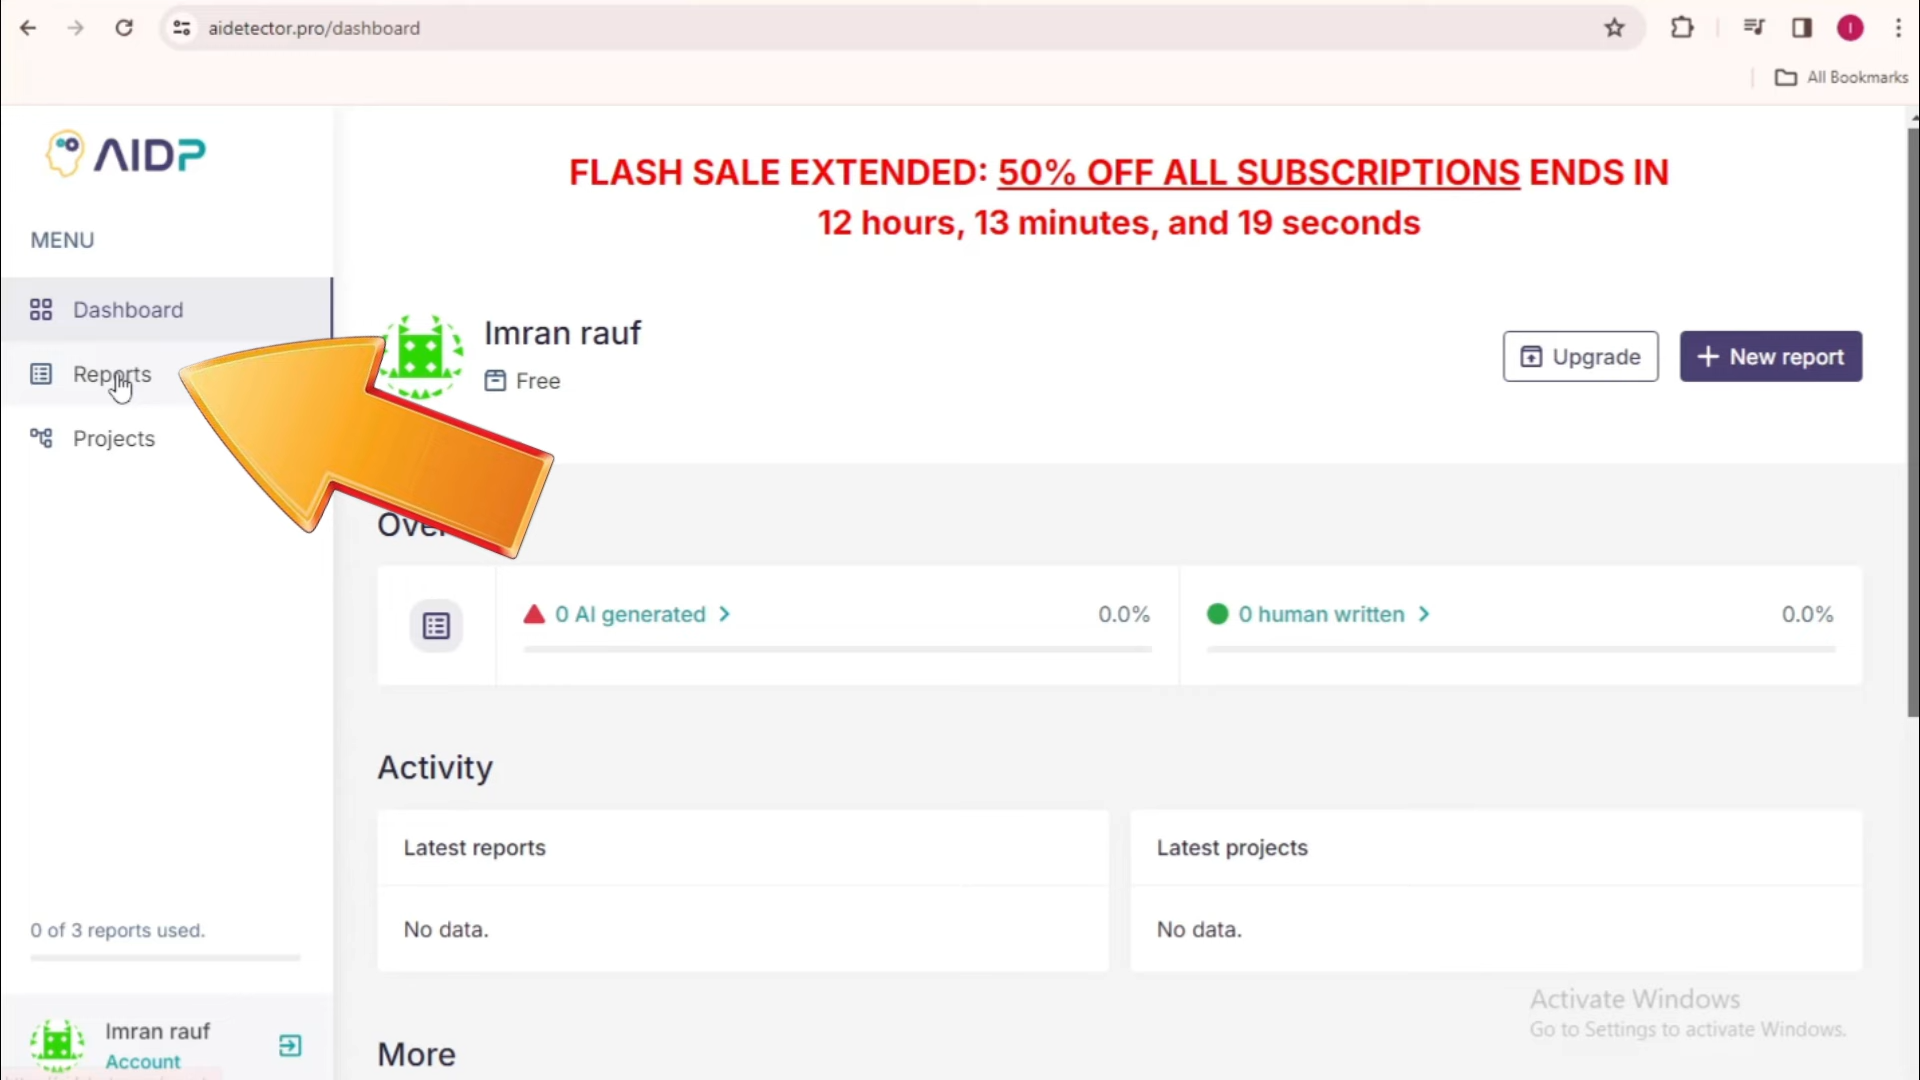 aidetector.pro/dashboard
I
All Bookmarks
AIDP
FLASH SALE EXTENDED: 50% OFF ALL SUBSCRIPTIONS ENDS IN
12 hours, 13 minutes, and 19 seconds
MENU
Dashboard
Reports
Projects
Imran rauf
Free
Upgrade
New report
0 AI generated
0.0%
0 human written
0.0%
Activity
Latest reports
Latest projects
No data.
No data.
0 of 3 reports used.
Imran rauf
Account
More
Activate Windows
Go to Settings to activate Windows.